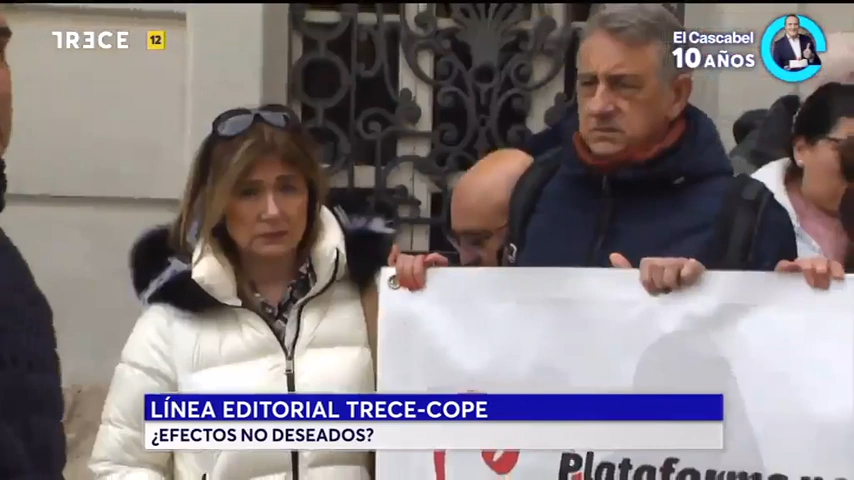 TRECE 12
El Cascabel
10 AÑOS
LÍNEA EDITORIAL TRECE-COPE
¿EFECTOS NO DESEADOS?
Plataforma